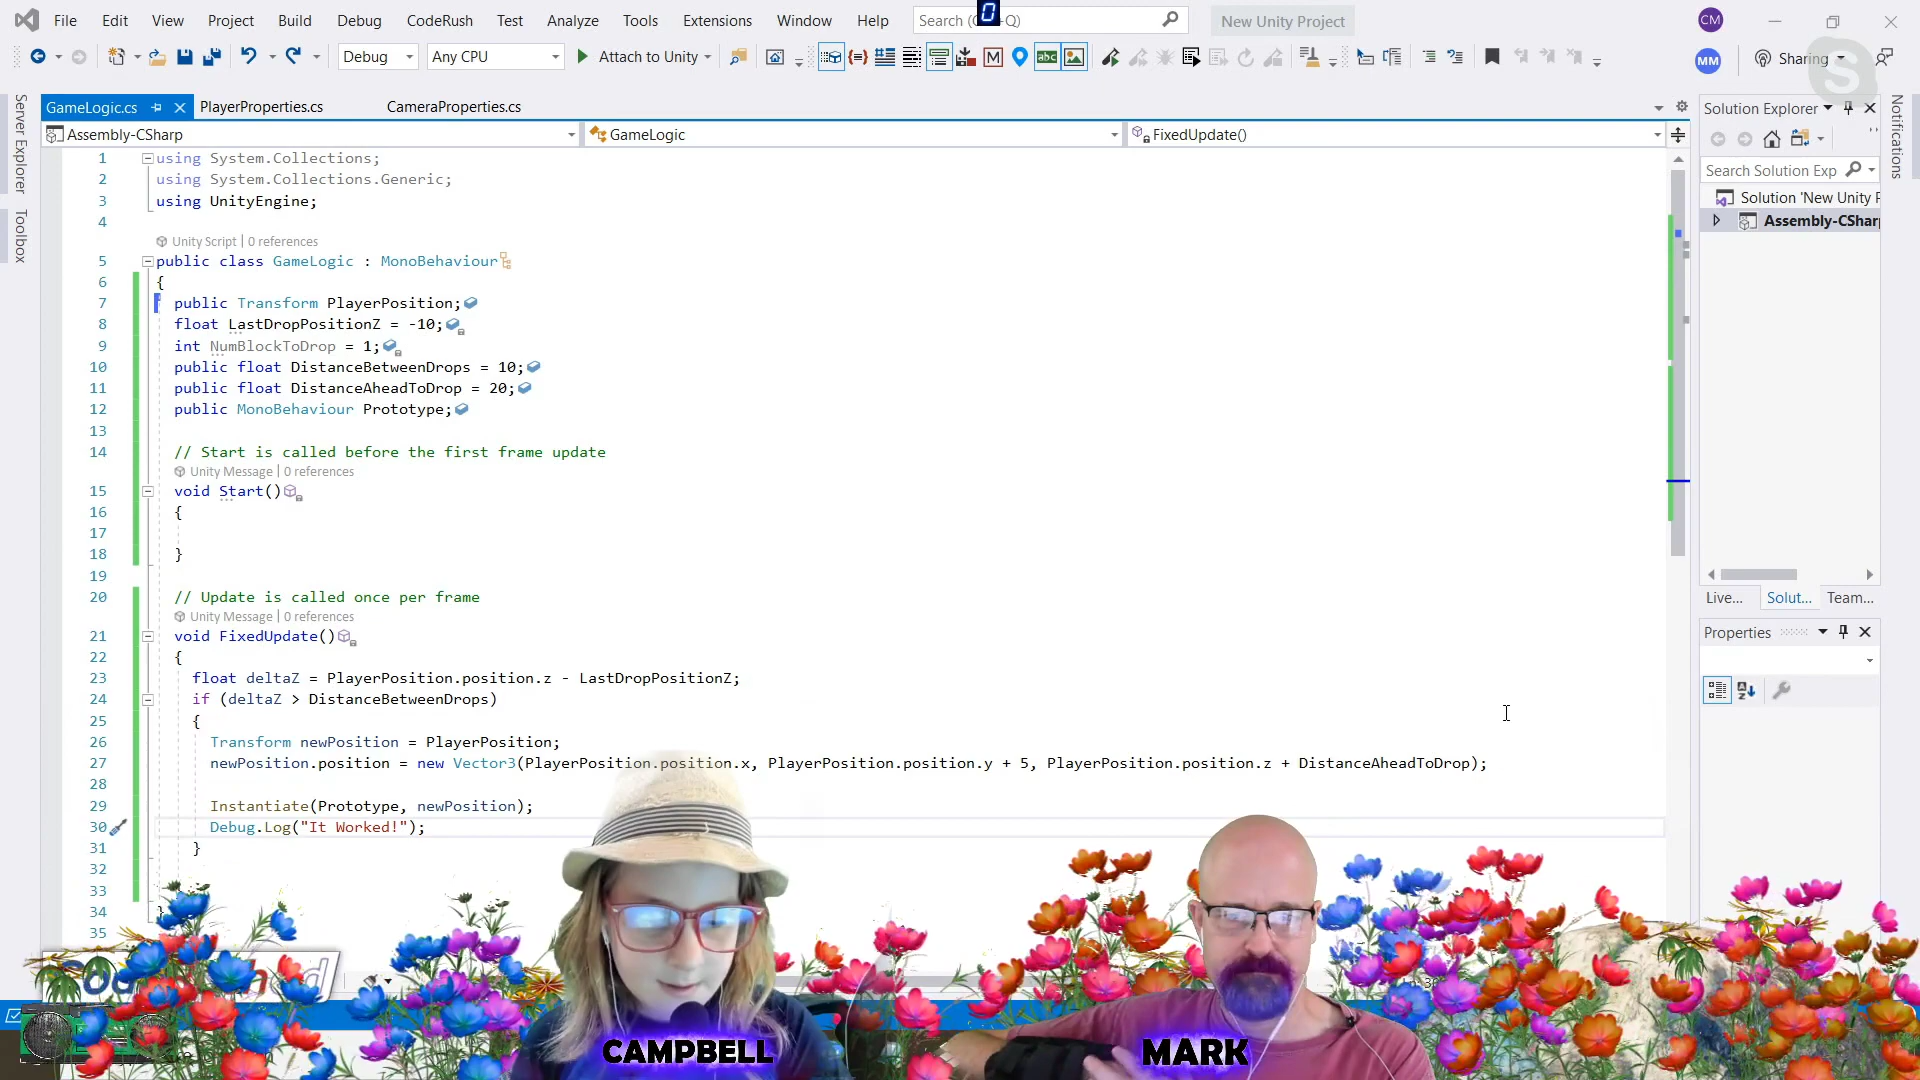 File Edit View Project Build Debug CodeRush Test Analyze Tools Extensions Window Help Search ( Q) 0 New Unity Project CM
Debug Any CPU Attach to Unity M abc MM Sharing
GameLogic.cs PlayerProperties.cs CameraProperties.cs Solution Explorer
Assembly-CSharp GameLogic FixedUpdate()
Server Explorer
Toolbox
Notifications
Search Solution Exp
Solution 'New Unity P
Assembly-CSharp
Live... Solut... Team...
Properties
1 using System.Collections;
2 using System.Collections.Generic;
3 using UnityEngine;
4
Unity Script | 0 references
5 public class GameLogic : MonoBehaviour
6 {
7 public Transform PlayerPosition;
8 float LastDropPositionZ = -10;
9 int NumBlockToDrop = 1;
10 public float DistanceBetweenDrops = 10;
11 public float DistanceAheadToDrop = 20;
12 public MonoBehaviour Prototype;
13
14 // Start is called before the first frame update
Unity Message | 0 references
15 void Start()
16 {
17
18 }
19
20 // Update is called once per frame
Unity Message | 0 references
21 void FixedUpdate()
22 {
23 float deltaZ = PlayerPosition.position.z - LastDropPositionZ;
24 if (deltaZ > DistanceBetweenDrops)
25 {
26 Transform newPosition = PlayerPosition;
27 newPosition.position = new Vector3(PlayerPosition.position.x, PlayerPosition.position.y + 5, PlayerPosition.position.z + DistanceAheadToDrop);
28
29 Instantiate(Prototype, newPosition);
30 Debug.Log("It Worked!");
31 }
32
33
34 }
35
CAMPBELL
MARK